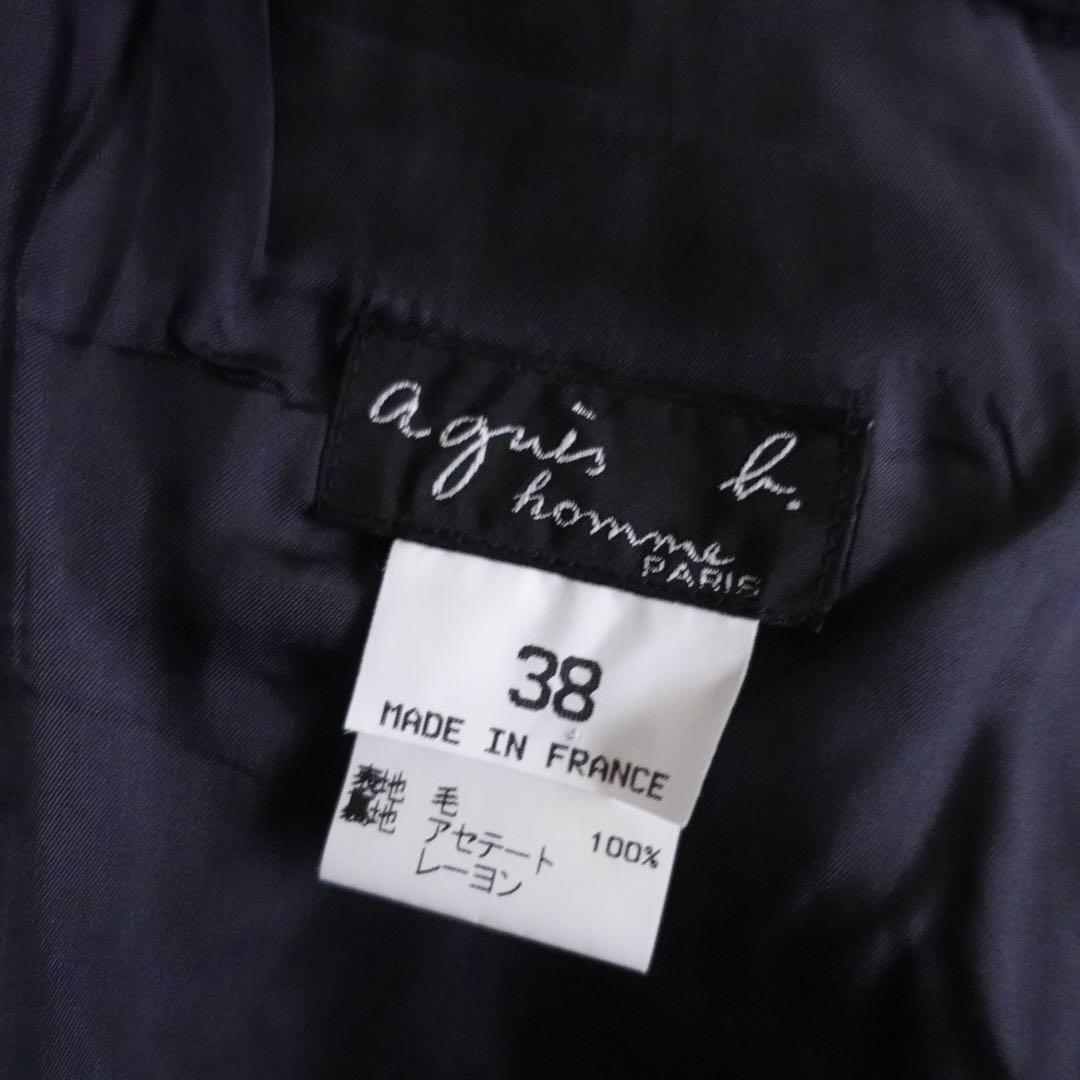 agnès b.
homme
PARIS
38
MADE IN FRANCE
表地 毛 100%
裏地 アセテート
レーヨン